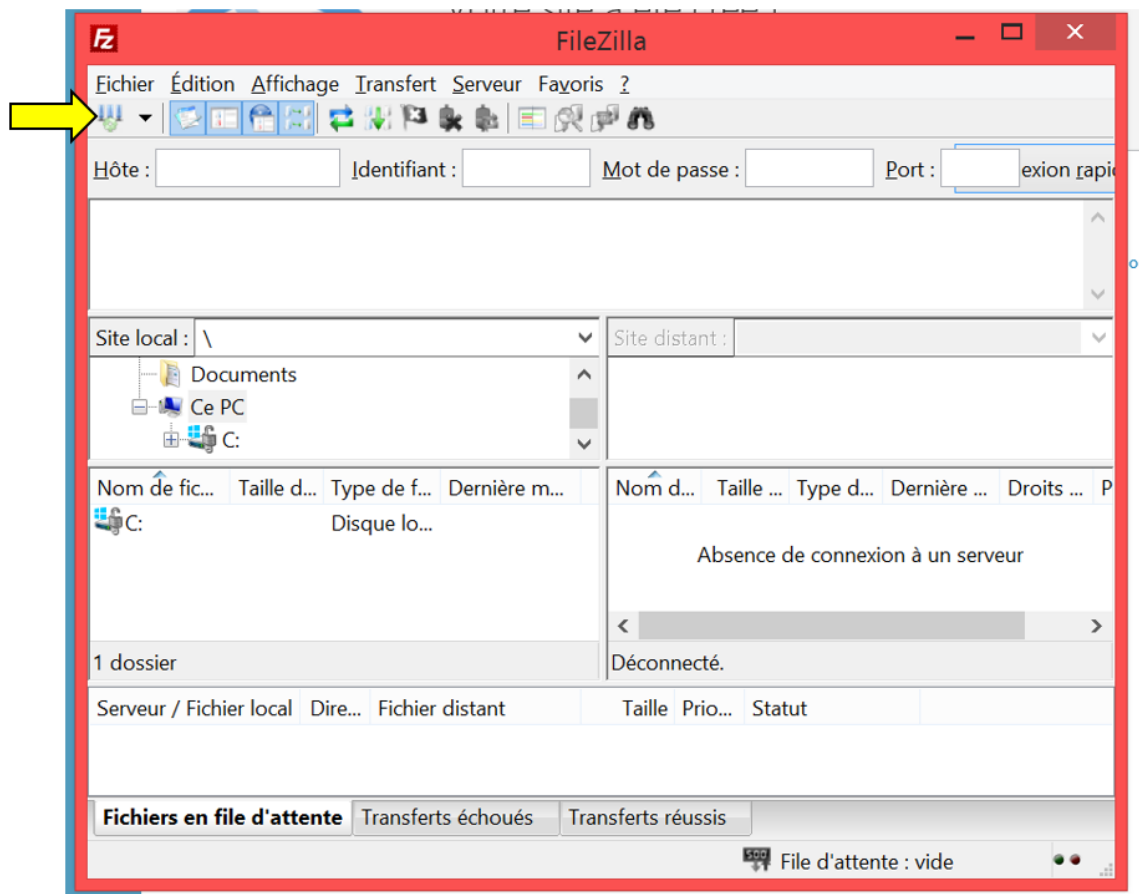 FileZilla
Fichier Édition Affichage Transfert Serveur Favoris ?
Hôte : Identifiant : Mot de passe : Port : exion rapi
Site local : \ Site distant :
Documents
Ce PC
C:
Nom de fic... Taille d... Type de f... Dernière m... Nom d... Taille ... Type d... Dernière ... Droits ... P
C: Disque lo...
Absence de connexion à un serveur
1 dossier Déconnecté.
Serveur / Fichier local Dire... Fichier distant Taille Prio... Statut
Fichiers en file d'attente Transferts échoués Transferts réussis
File d'attente : vide